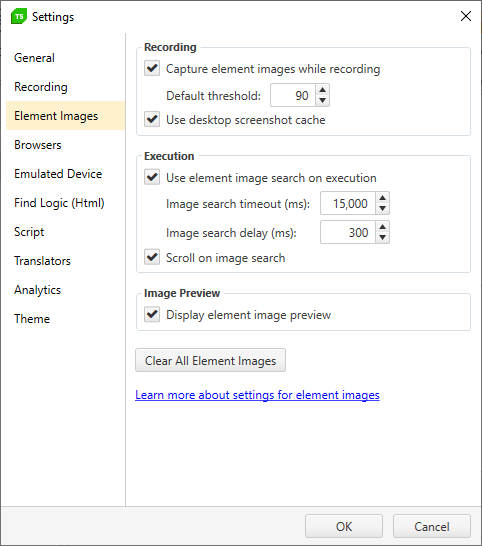 TS Settings
General
Recording
Element Images
Browsers
Emulated Device
Find Logic (Html)
Script
Translators
Analytics
Theme
Recording
Capture element images while recording
Default threshold: 90
Use desktop screenshot cache
Execution
Use element image search on execution
Image search timeout (ms): 15,000
Image search delay (ms): 300
Scroll on image search
Image Preview
Display element image preview
Clear All Element Images
Learn more about settings for element images
OK Cancel